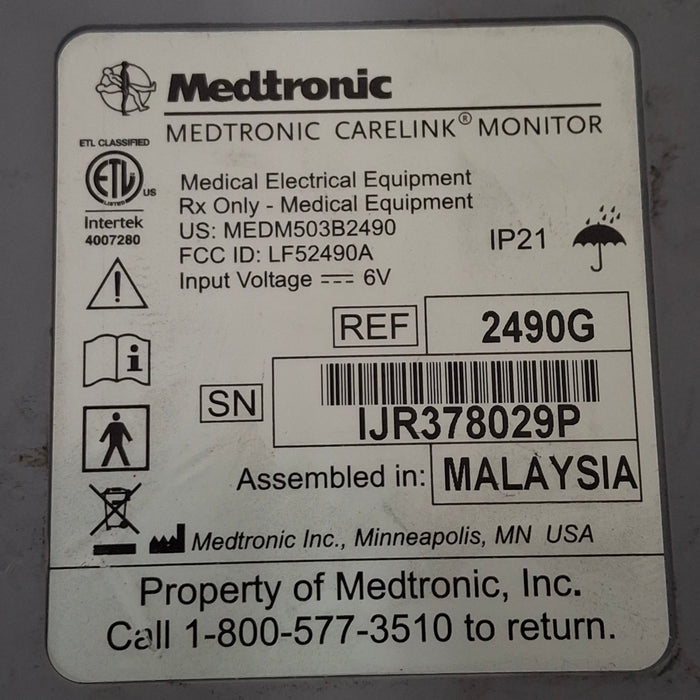 Medtronic
MEDTRONIC CARELINK® MONITOR
ETL CLASSIFIED
ETL US
LISTED
Intertek
4007280
Medical Electrical Equipment
Rx Only - Medical Equipment
US: MEDM503B2490
FCC ID: LF52490A
Input Voltage ⎓ 6V
IP21
REF 2490G
SN IJR378029P
Assembled in: MALAYSIA
Medtronic Inc., Minneapolis, MN USA
Property of Medtronic, Inc.
Call 1-800-577-3510 to return.